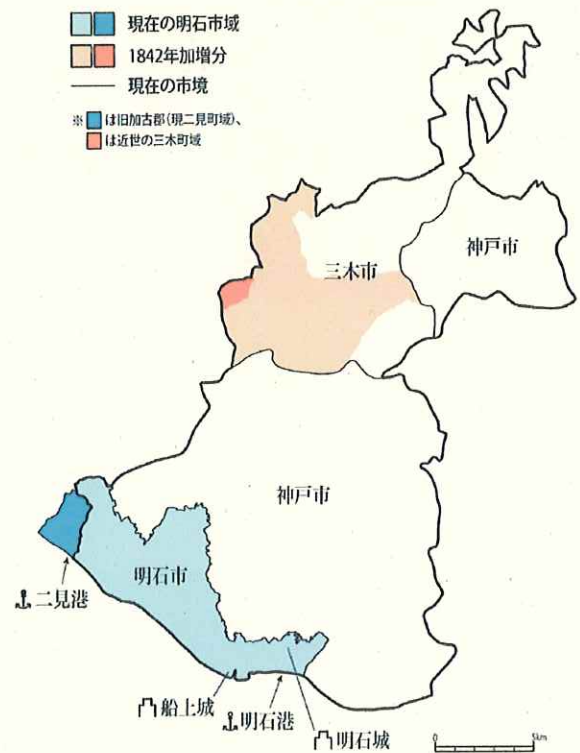 現在の明石市域
1842年加増分
現在の市境
※ は旧加古郡(現二見町域)、
は近世の三木町域
神戸市
三木市
神戸市
明石市
二見港
船上城
明石港
明石城
0 5km